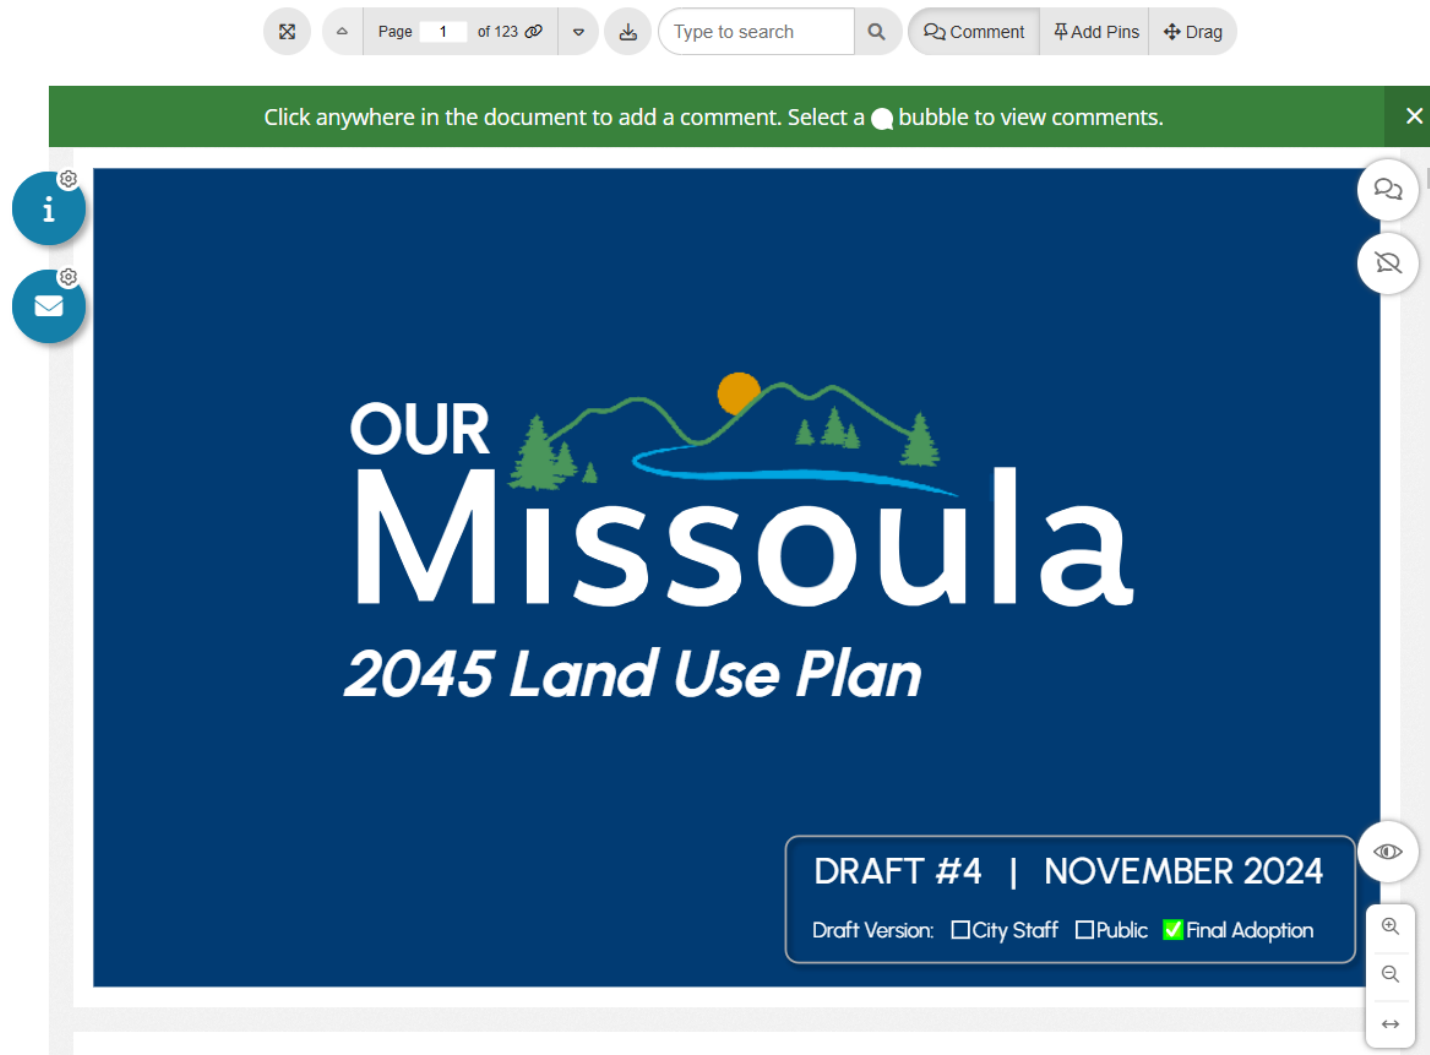 Page 1 of 123
Type to search
Comment
Add Pins
Drag
Click anywhere in the document to add a comment. Select a bubble to view comments.
i
OUR
Missoula
2045 Land Use Plan
DRAFT #4 | NOVEMBER 2024
Draft Version: City Staff Public Final Adoption